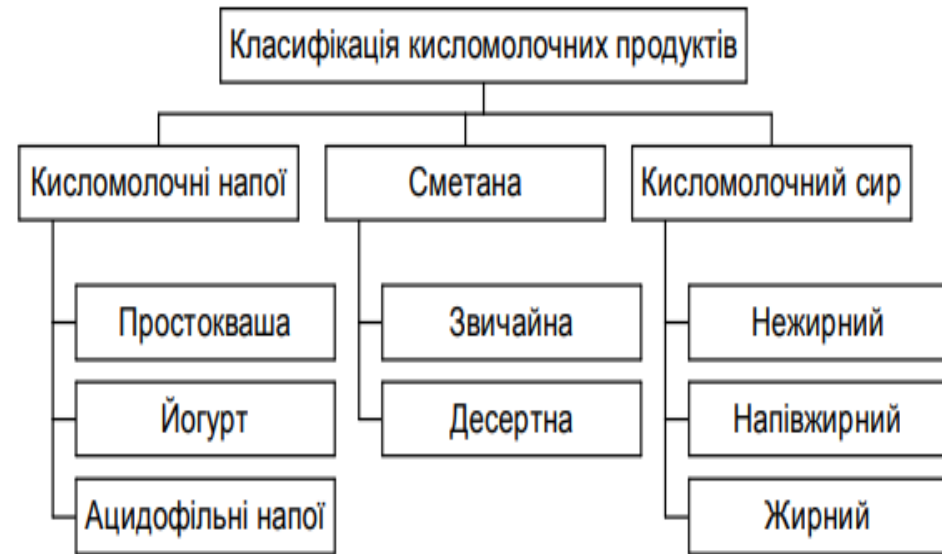 Класифікація кисломолочних продуктів
Кисломолочні напої
Сметана
Кисломолочний сир
Простокваша
Звичайна
Нежирний
Йогурт
Десертна
Напівжирний
Ацидофільні напої
Жирний